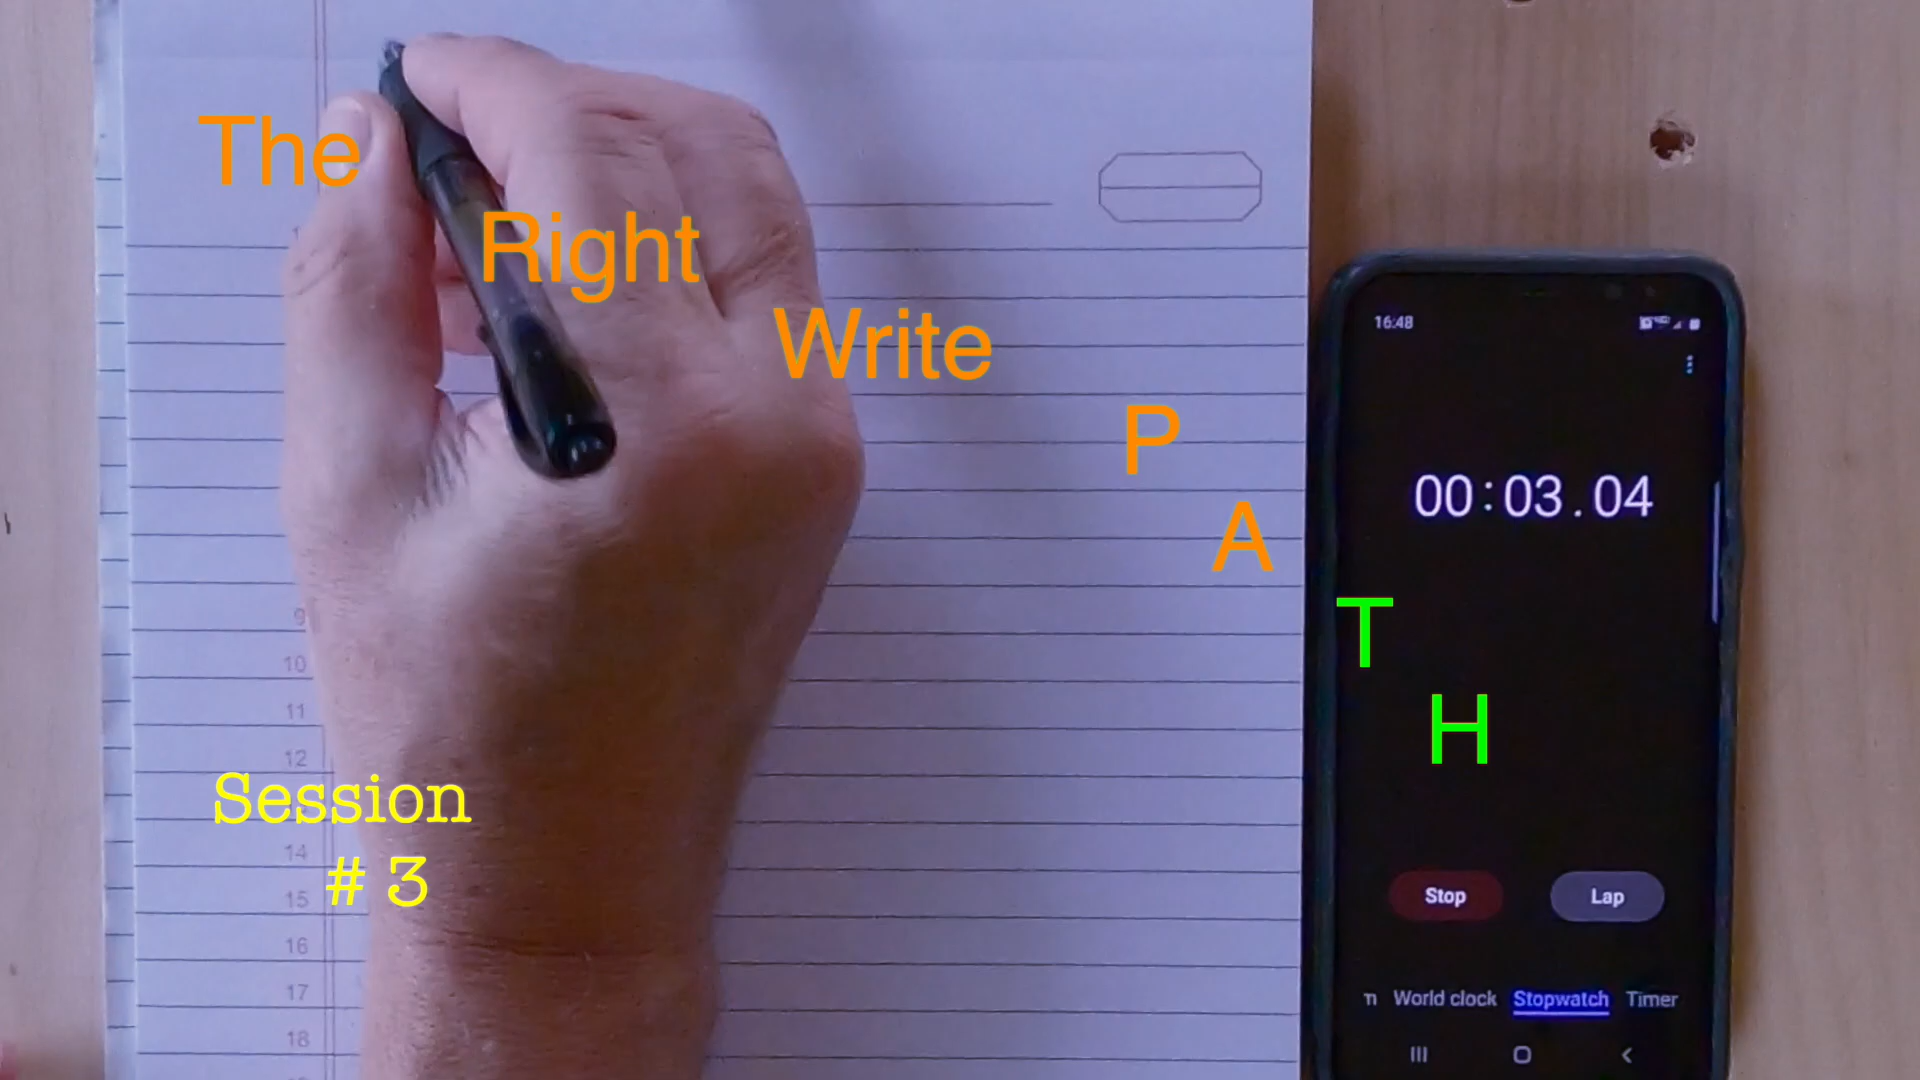 The
Right
Write
P
A
T
H
Session
# 3
9
10
11
12
14
15
16
17
18
16:48
00:03.04
Stop
Lap
World clock
Stopwatch
Timer